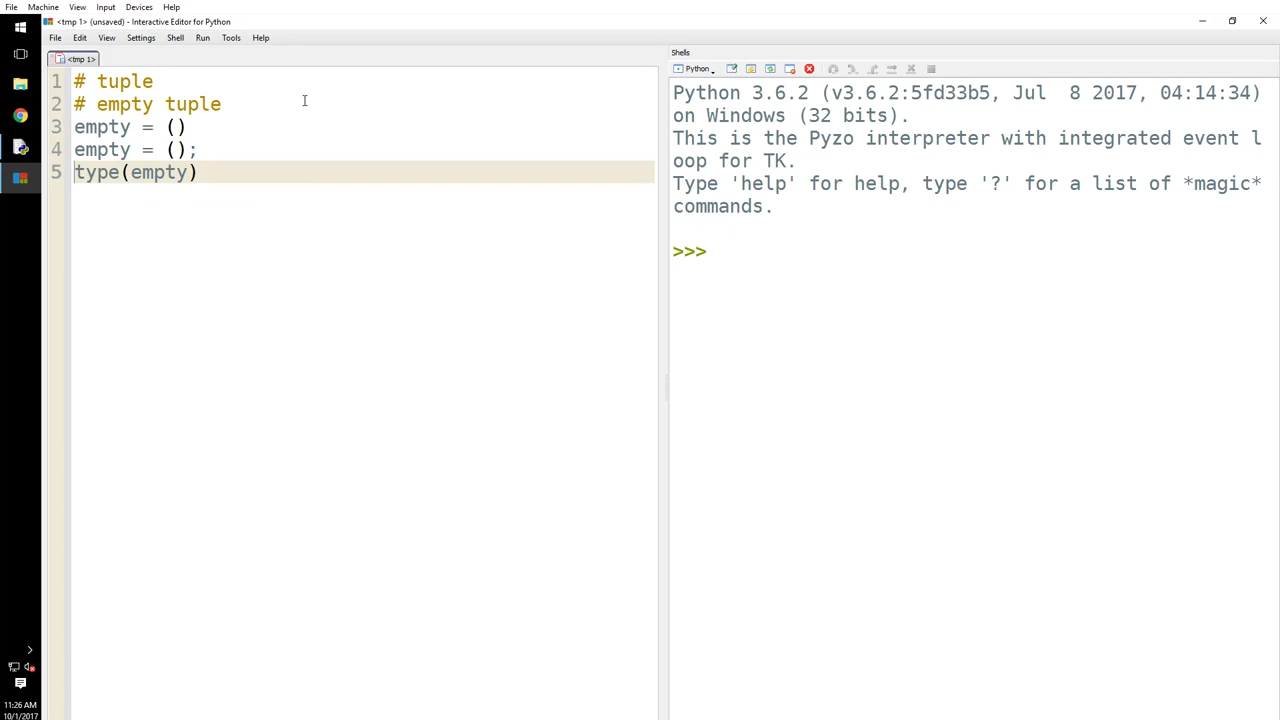 File Machine View Input Devices Help
<tmp 1> (unsaved) - Interactive Editor for Python
File Edit View Settings Shell Run Tools Help
<tmp 1>
1 # tuple
2 # empty tuple
3 empty = ()
4 empty = ();
5 type(empty)
Shells
Python
Python 3.6.2 (v3.6.2:5fd33b5, Jul  8 2017, 04:14:34)
on Windows (32 bits).
This is the Pyzo interpreter with integrated event l
oop for TK.
Type 'help' for help, type '?' for a list of *magic*
commands.
>>>
11:26 AM
10/1/2017